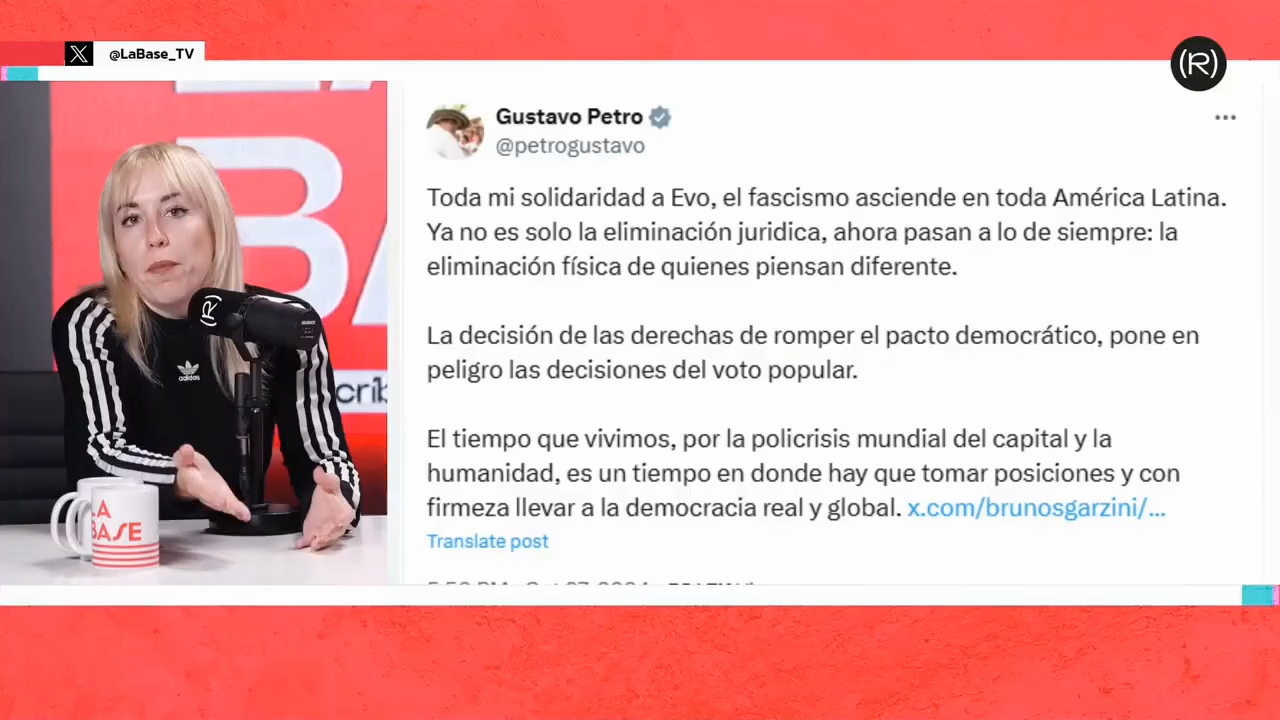 @LaBase_TV
(R)
Gustavo Petro
@petrogustavo
Toda mi solidaridad a Evo, el fascismo asciende en toda América Latina.
Ya no es solo la eliminación juridica, ahora pasan a lo de siempre: la
eliminación física de quienes piensan diferente.
La decisión de las derechas de romper el pacto democrático, pone en
peligro las decisiones del voto popular.
El tiempo que vivimos, por la policrisis mundial del capital y la
humanidad, es un tiempo en donde hay que tomar posiciones y con
firmeza llevar a la democracia real y global. x.com/brunosgarzini/...
Translate post
BA
críb
(R)
adidas
LA
BASE